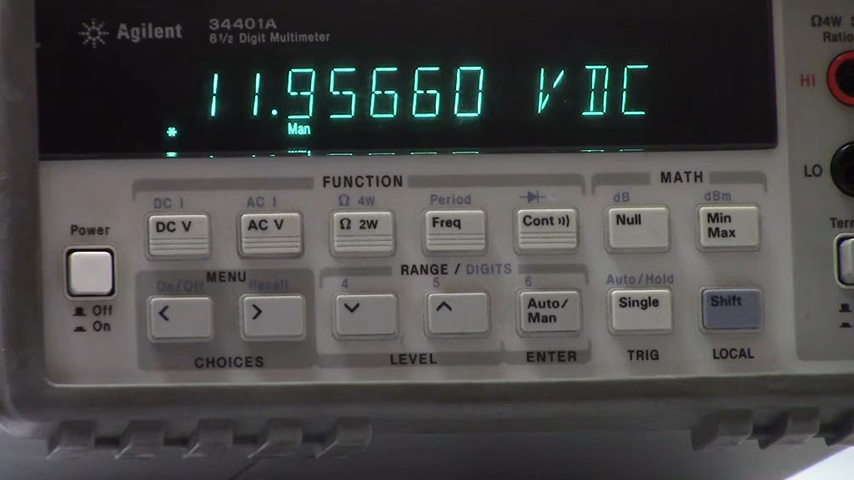 Agilent 34401A
6½ Digit Multimeter
Ω4W
Ratio
11.95660 VDC
* Man
HI
FUNCTION MATH
DC I AC I Ω 4W Period dB dBm
DC V AC V Ω 2W Freq Cont Null Min Max
LO
Power
MENU RANGE / DIGITS
On/Off Recall 4 5 6 Auto/Hold
< > Auto/Man Single Shift
Off
On
CHOICES LEVEL ENTER TRIG LOCAL